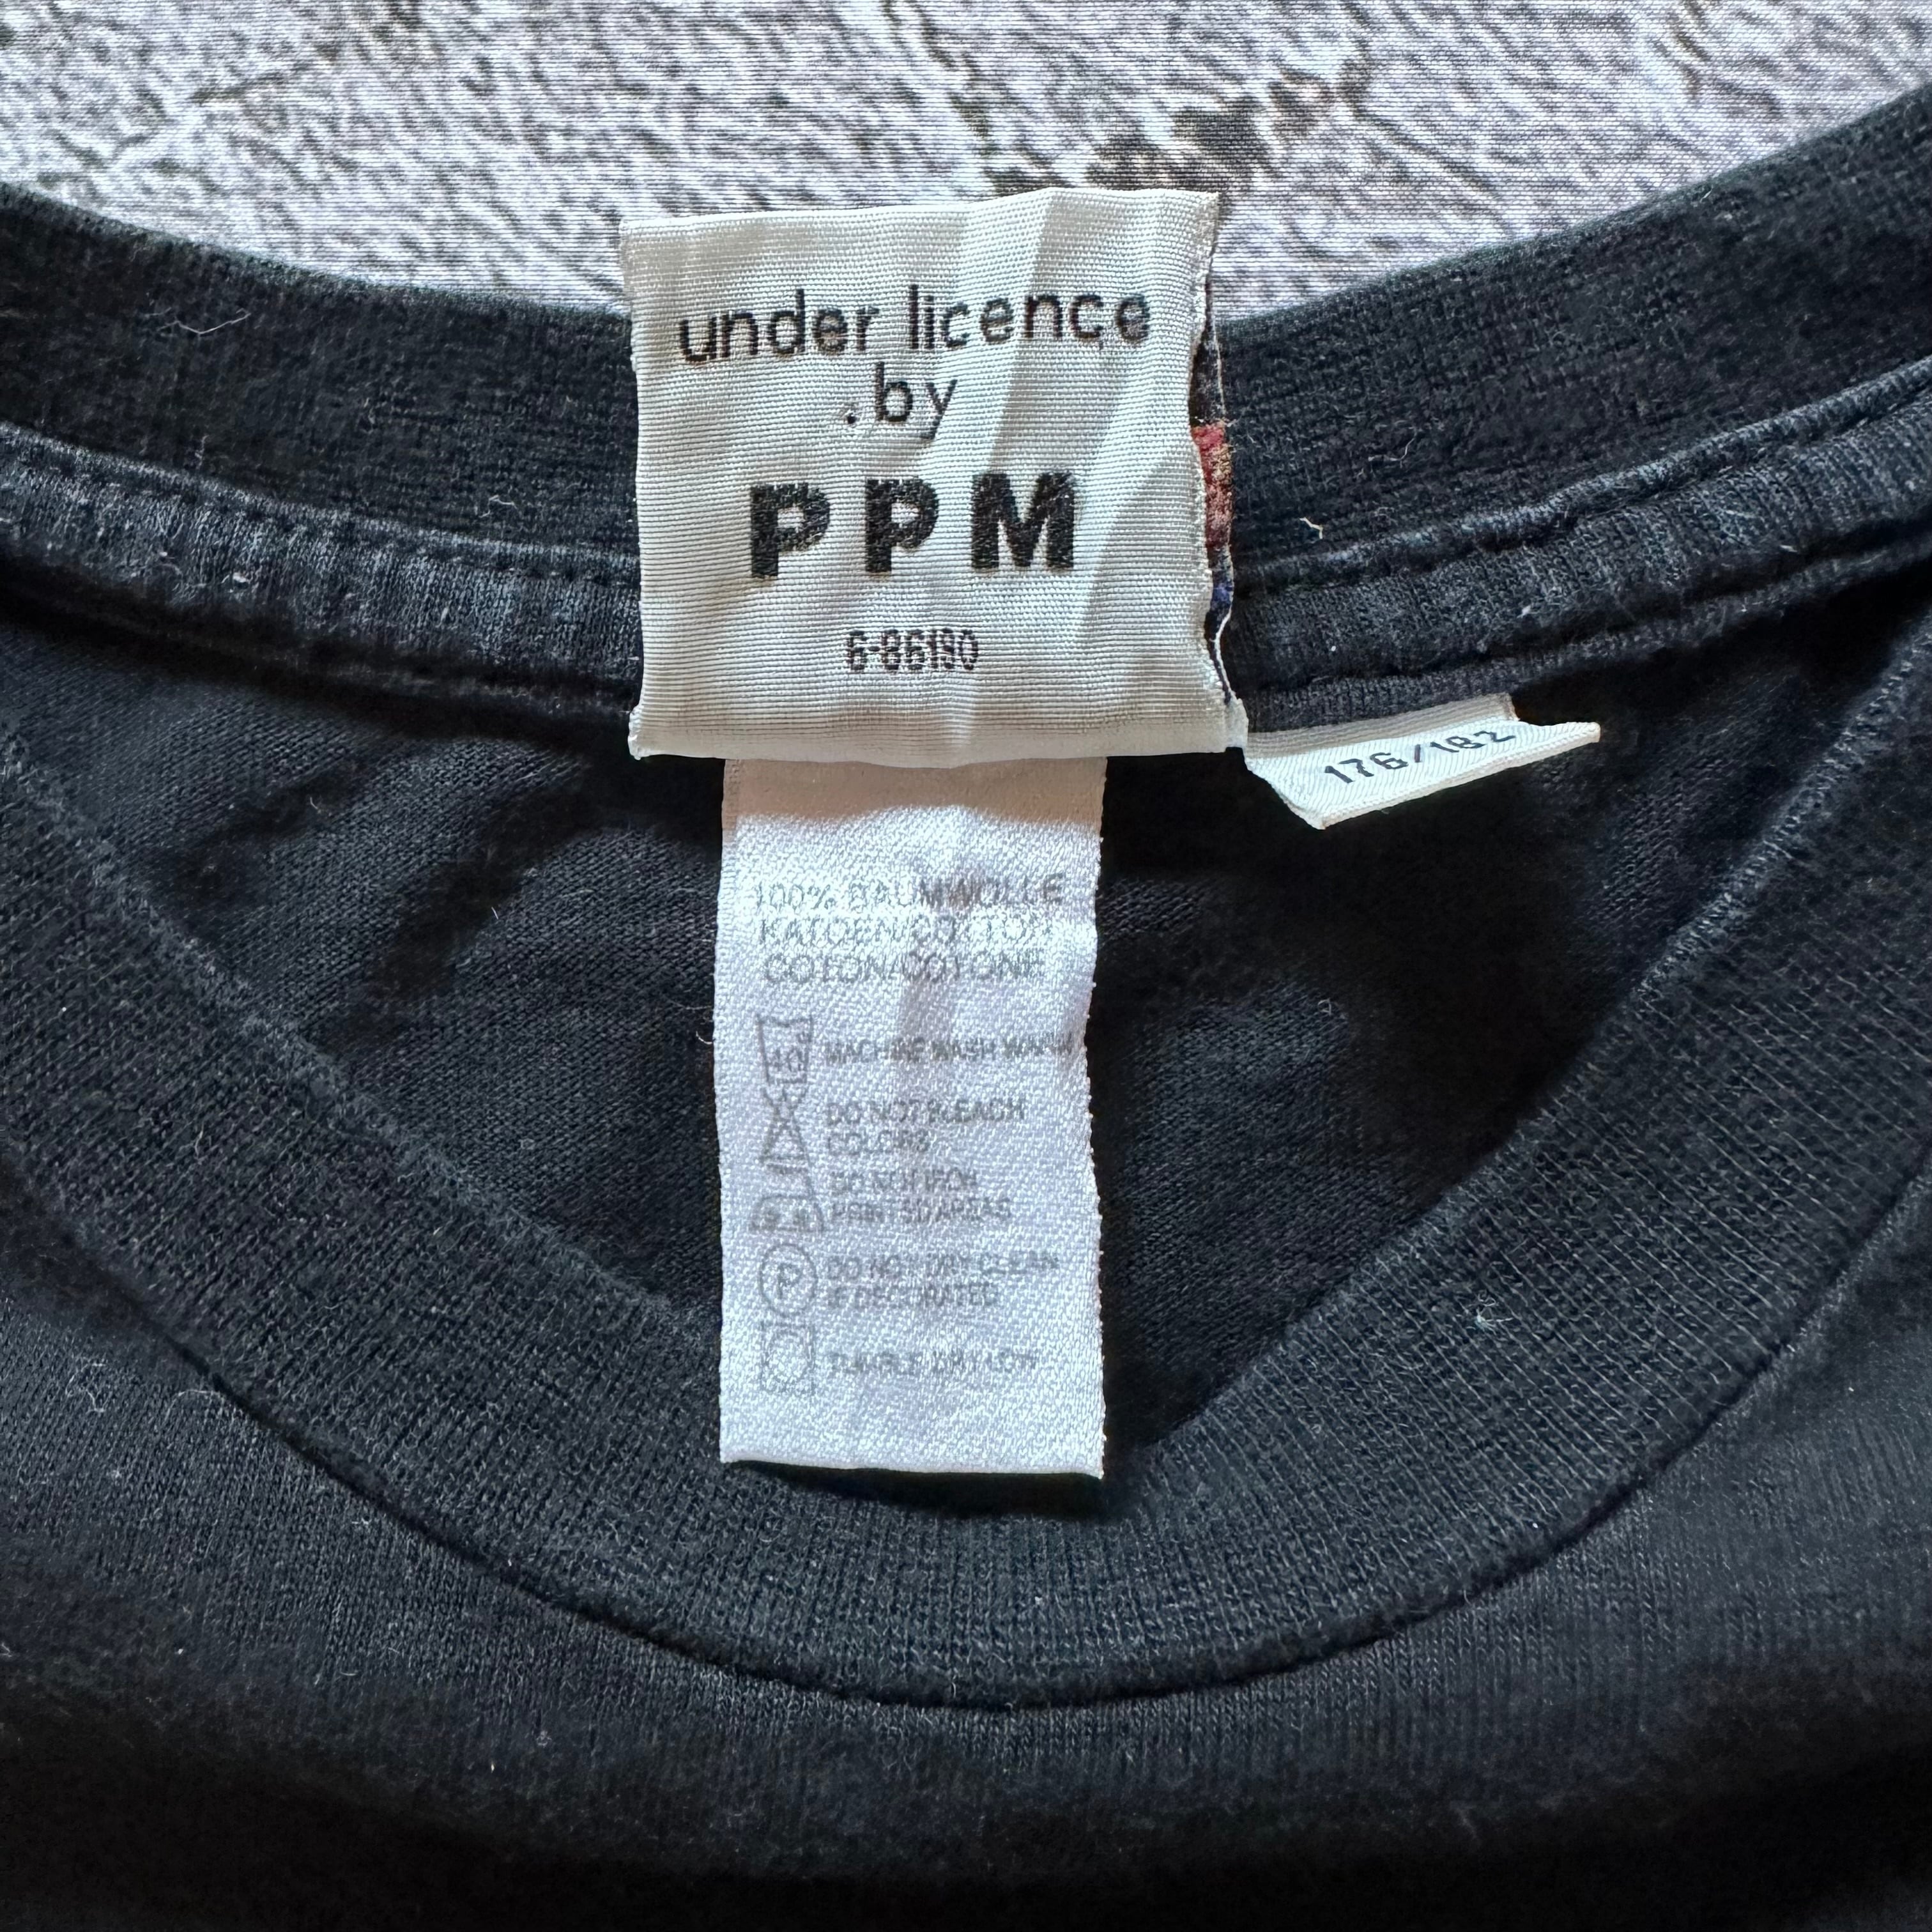 under licence
by
PPM
6-86190
176/182
100% BAUMWOLLE
KATOEN/COTTON
COTON/COTONE
40°
MACHINE WASH WARM
DO NOT BLEACH
COLORS
DO NOT IRON
PRINTED AREAS
P
DO NOT DRY CLEAN
IF DECORATED
TUMBLE DRY LOW